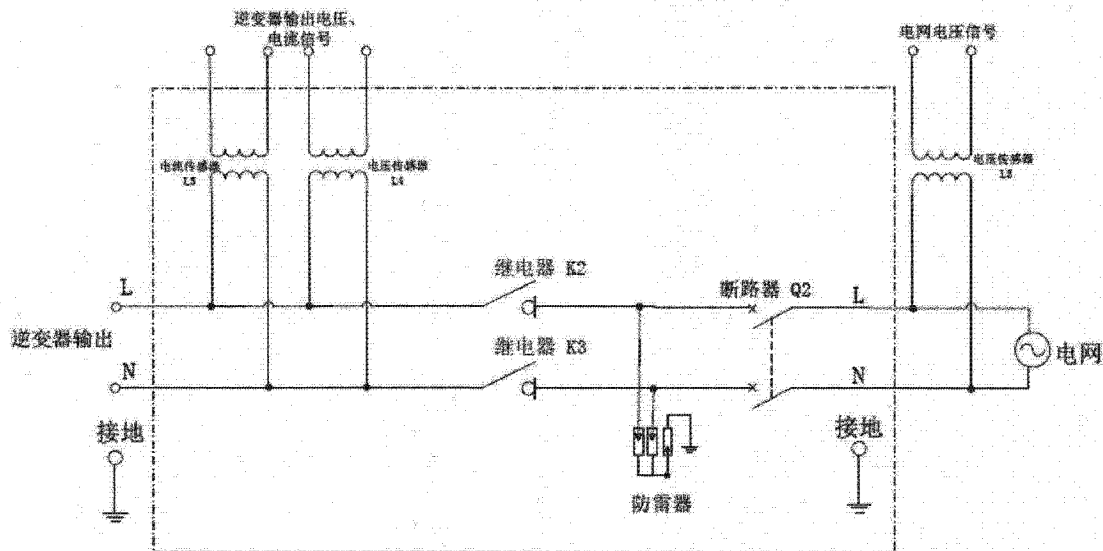 逆变器输出电压、
电流信号
电网电压信号
电流传感器
L5
电压传感器
L4
电压传感器
继电器 K2
断路器 Q2
L
L
逆变器输出
继电器 K3
电网
N
N
接地
接地
防雷器